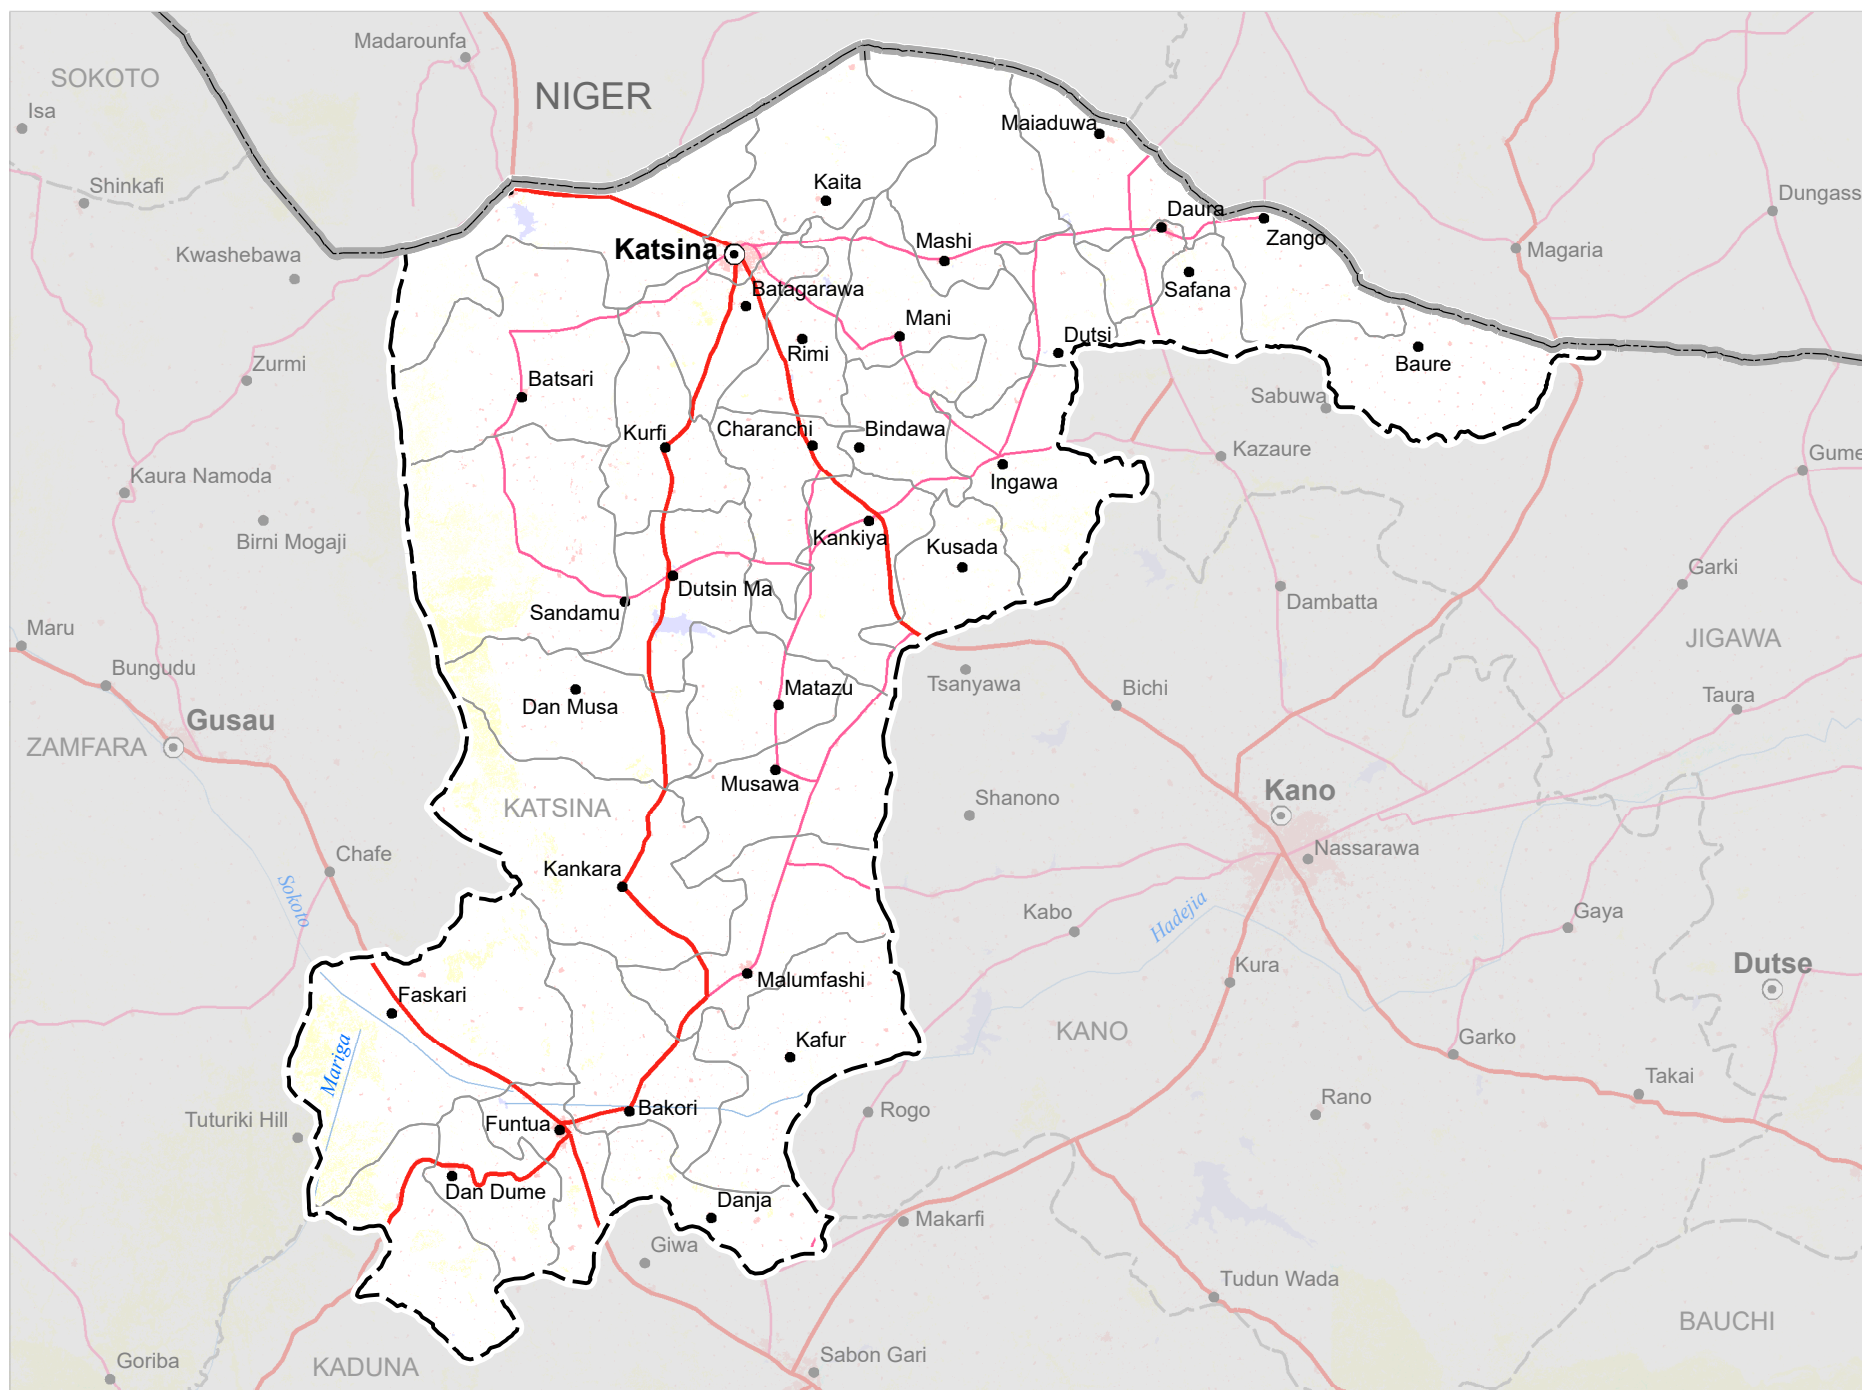 Madarounfa
SOKOTO
NIGER
Isa
Maiaduwa
Shinkafi
Kaita
Dungass
Daura
Kwashebawa
Katsina
Mashi
Zango
Magaria
Batagarawa
Safana
Mani
Dutsi
Zurmi
Rimi
Baure
Batsari
Sabuwa
Kurfi
Charanchi
Bindawa
Kazaure
Gume
Kaura Namoda
Ingawa
Birni Mogaji
Kankiya
Kusada
Garki
Dutsin Ma
Dambatta
Sandamu
Maru
JIGAWA
Bungudu
Tsanyawa
Bichi
Matazu
Taura
Dan Musa
Gusau
ZAMFARA
Musawa
Kano
Shanono
KATSINA
Nassarawa
Chafe
Kankara
Sokoto
Kabo
Hadejia
Gaya
Kura
Dutse
Malumfashi
Faskari
KANO
Garko
Kafur
Mariga
Takai
Rano
Tuturiki Hill
Bakori
Rogo
Funtua
Dan Dume
Danja
Makarfi
Giwa
Tudun Wada
BAUCHI
Goriba
KADUNA
Sabon Gari